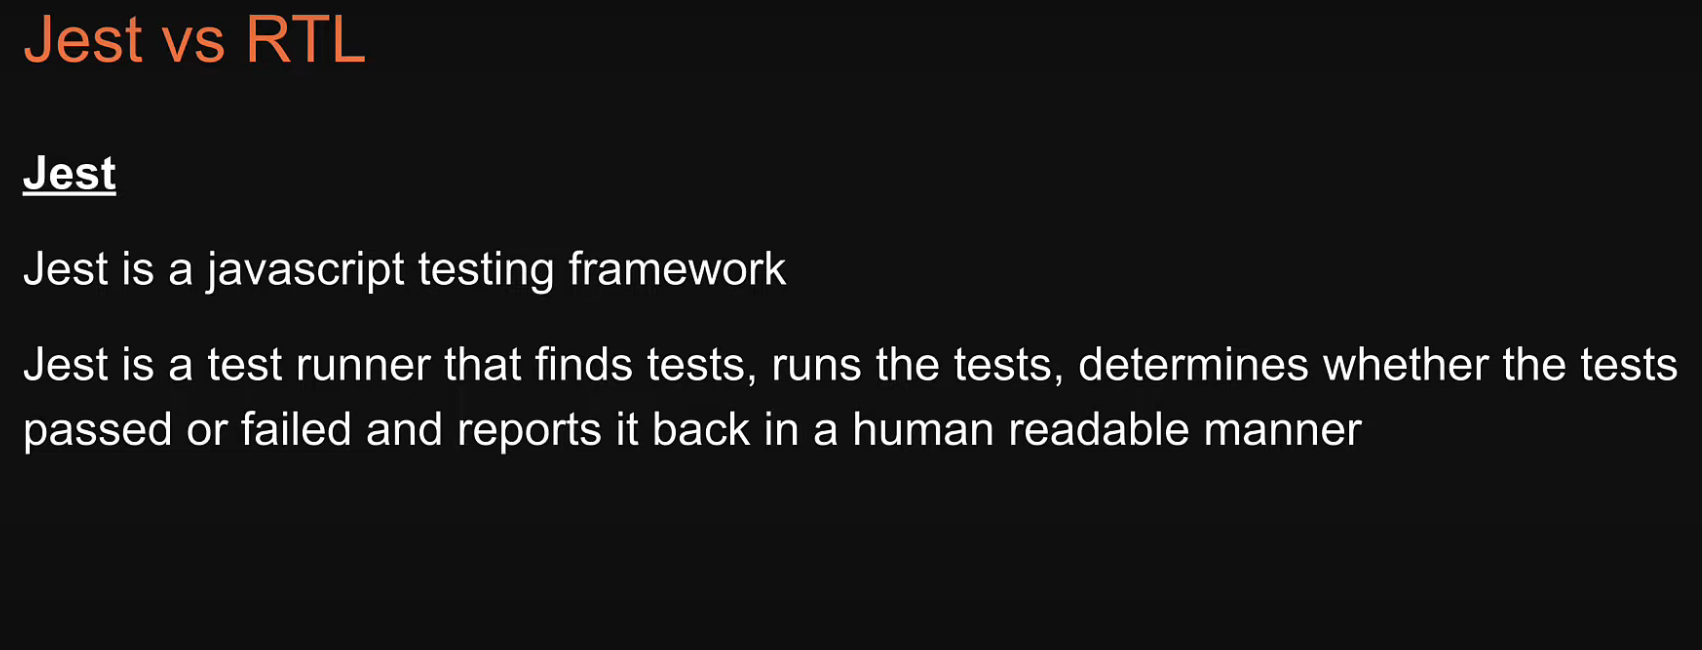 Jest vs RTL
Jest
Jest is a javascript testing framework
Jest is a test runner that finds tests, runs the tests, determines whether the tests
passed or failed and reports it back in a human readable manner